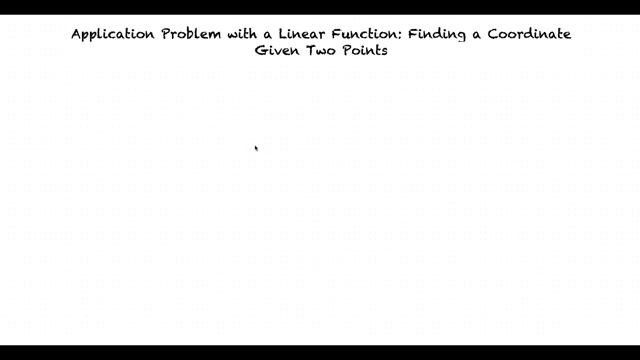 Application Problem with a Linear Function: Finding a Coordinate
Given Two Points